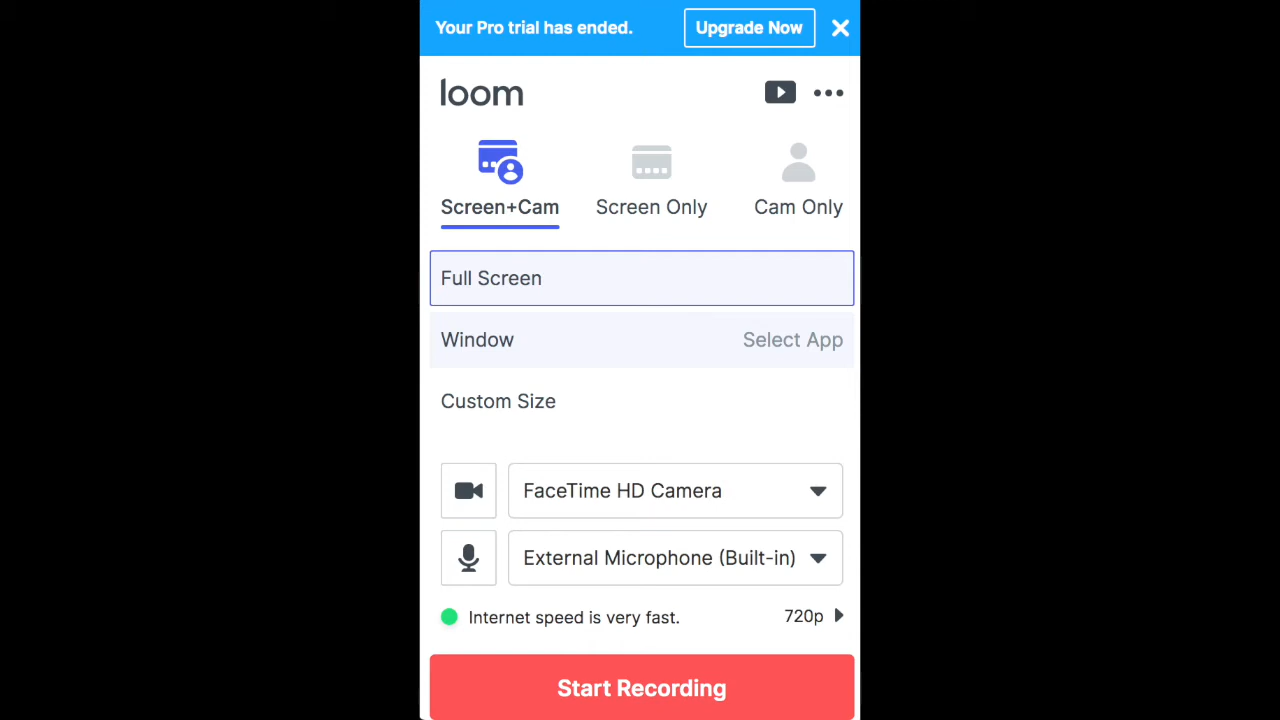 Your Pro trial has ended. Upgrade Now
loom
Screen+Cam Screen Only Cam Only
Full Screen
Window Select App
Custom Size
FaceTime HD Camera
External Microphone (Built-in)
Internet speed is very fast. 720p
Start Recording